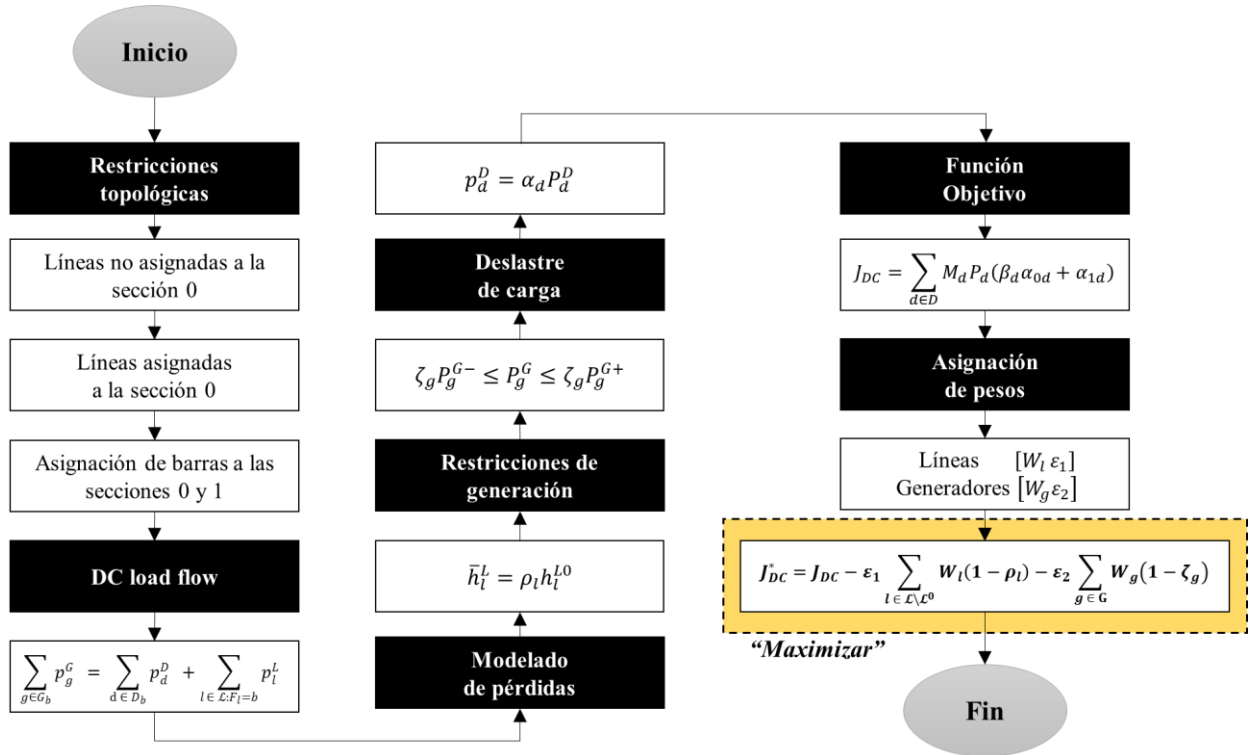 Inicio
Restricciones
topológicas
Líneas no asignadas a la
sección 0
Líneas asignadas
a la sección 0
Asignación de barras a las
secciones 0 y 1
DC load flow
∑_{g∈G_b} p_g^G = ∑_{d∈D_b} p_d^D + ∑_{l∈ℒ:F_l=b} p_l^L
Modelado
de pérdidas
h̄_l^L = ρ_l h_l^{L0}
Restricciones de
generación
ζ_g P_g^{G−} ≤ P_g^G ≤ ζ_g P_g^{G+}
Deslastre
de carga
p_d^D = α_d P_d^D
Función
Objetivo
J_{DC} = ∑_{d∈D} M_d P_d(β_d α_{0d} + α_{1d})
Asignación
de pesos
Líneas [W_l ε_1]
Generadores [W_g ε_2]
J_{DC}^* = J_{DC} − ε_1 ∑_{l∈ℒ\ℒ^0} W_l(1 − ρ_l) − ε_2 ∑_{g∈G} W_g(1 − ζ_g)
“Maximizar”
Fin